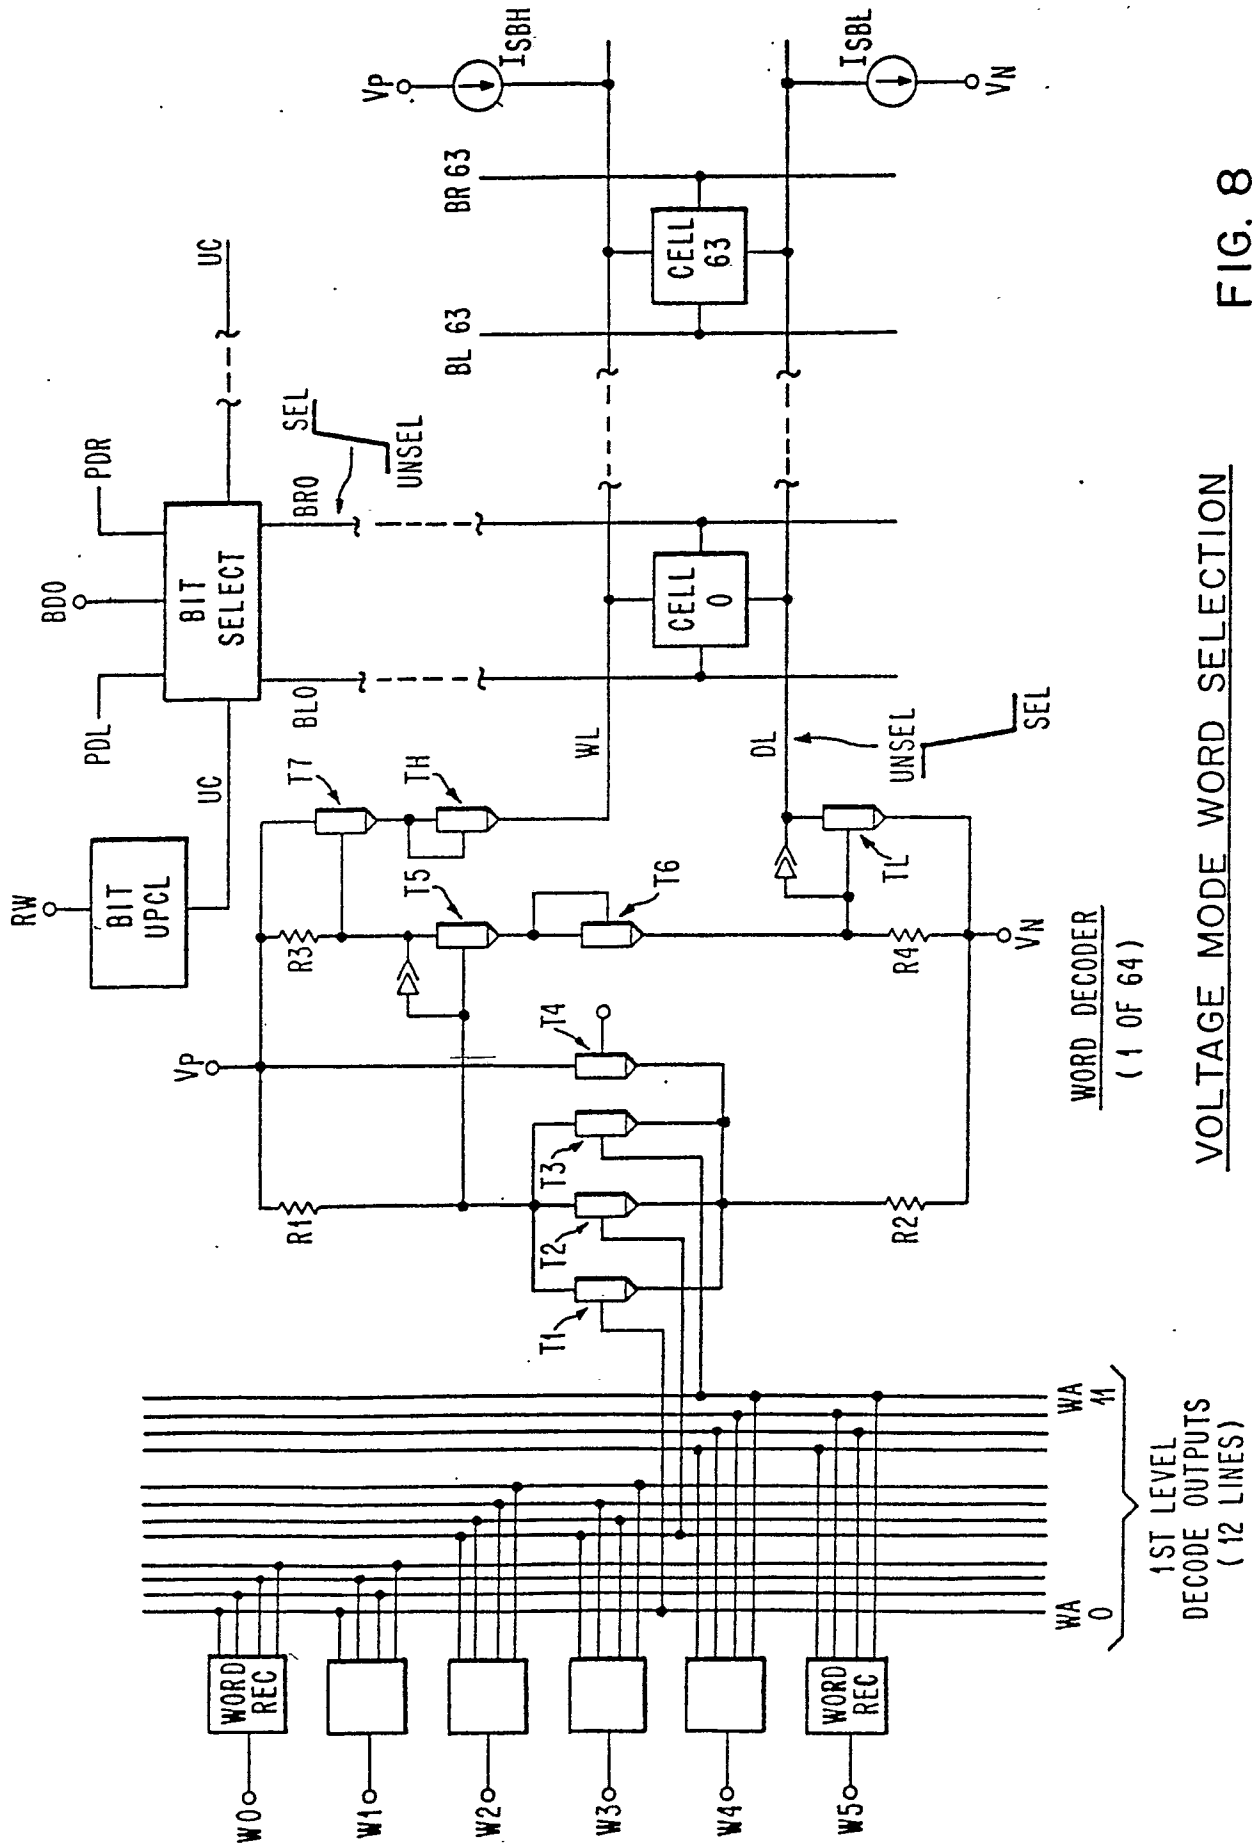 RW
BIT
UPCL
UC
PDL
BDO
PDR
BIT
SELECT
UC
BLO
BRO
SEL
UNSEL
VP
R1
R3
T7
TH
T5
T6
T4
T3
T2
T1
WL
DL
UNSEL
SEL
TL
R2
R4
VN
CELL
0
BL 63
BR 63
CELL
63
VP
ISBH
ISBL
VN
W0
W1
W2
W3
W4
W5
WORD
REC
WORD
REC
WA
0
WA
11
1ST LEVEL
DECODE OUTPUTS
(12 LINES)
WORD DECODER
(1 OF 64)
VOLTAGE MODE WORD SELECTION
FIG. 8